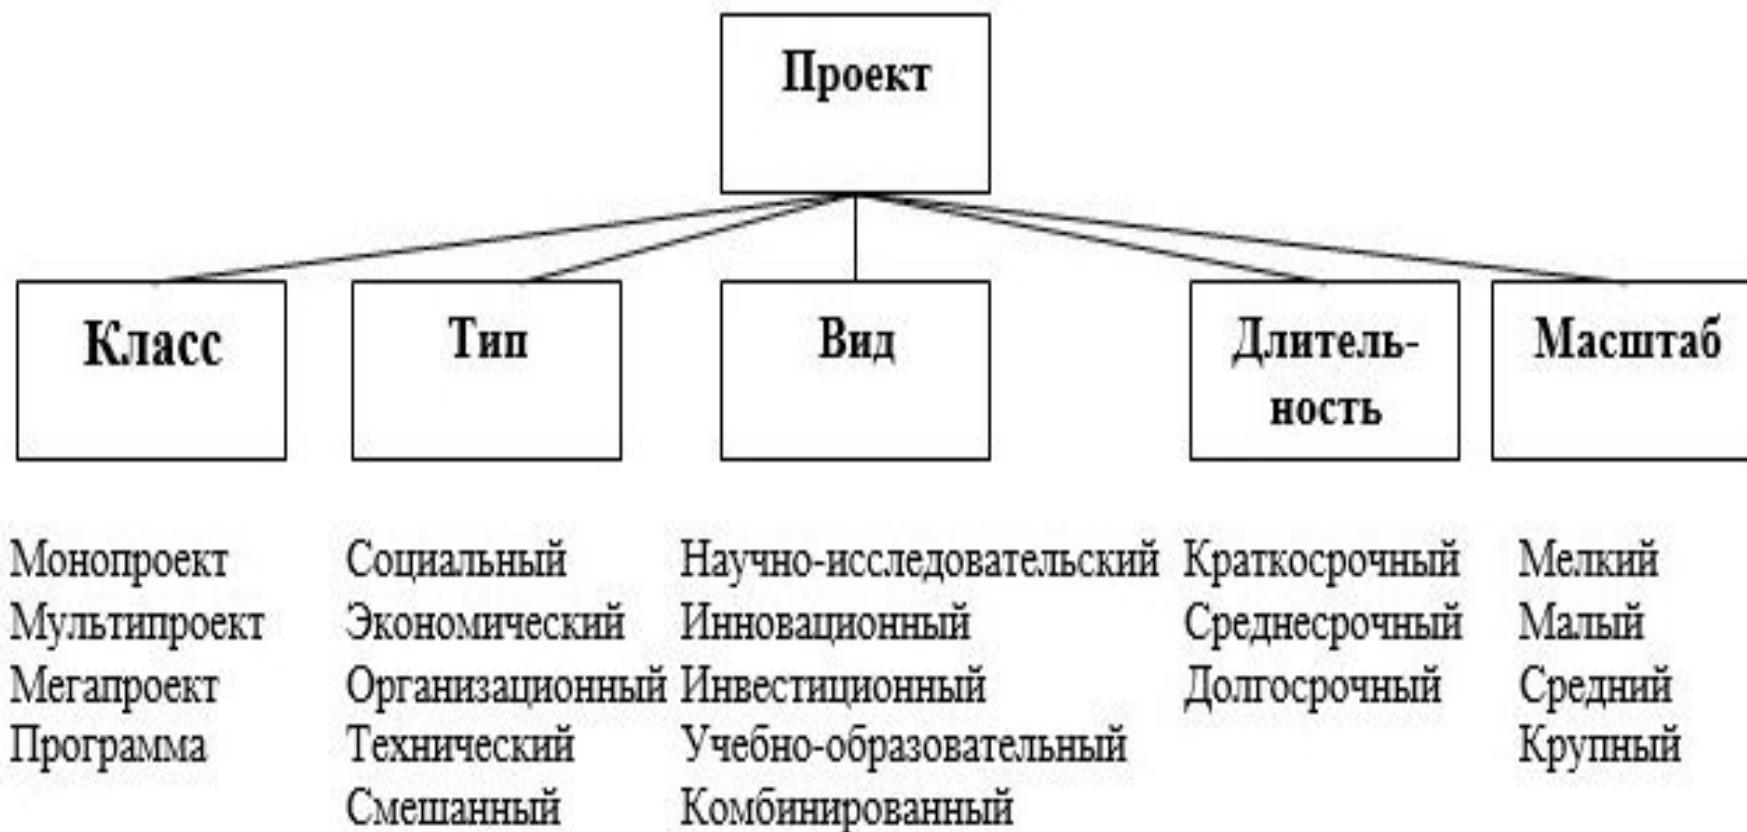 Проект
Класс
Тип
Вид
Длитель-
ность
Масштаб
Монопроект
Мультипроект
Мегапроект
Программа
Социальный
Экономический
Организационный
Технический
Смешанный
Научно-исследовательский
Инновационный
Инвестиционный
Учебно-образовательный
Комбинированный
Краткосрочный
Среднесрочный
Долгосрочный
Мелкий
Малый
Средний
Крупный